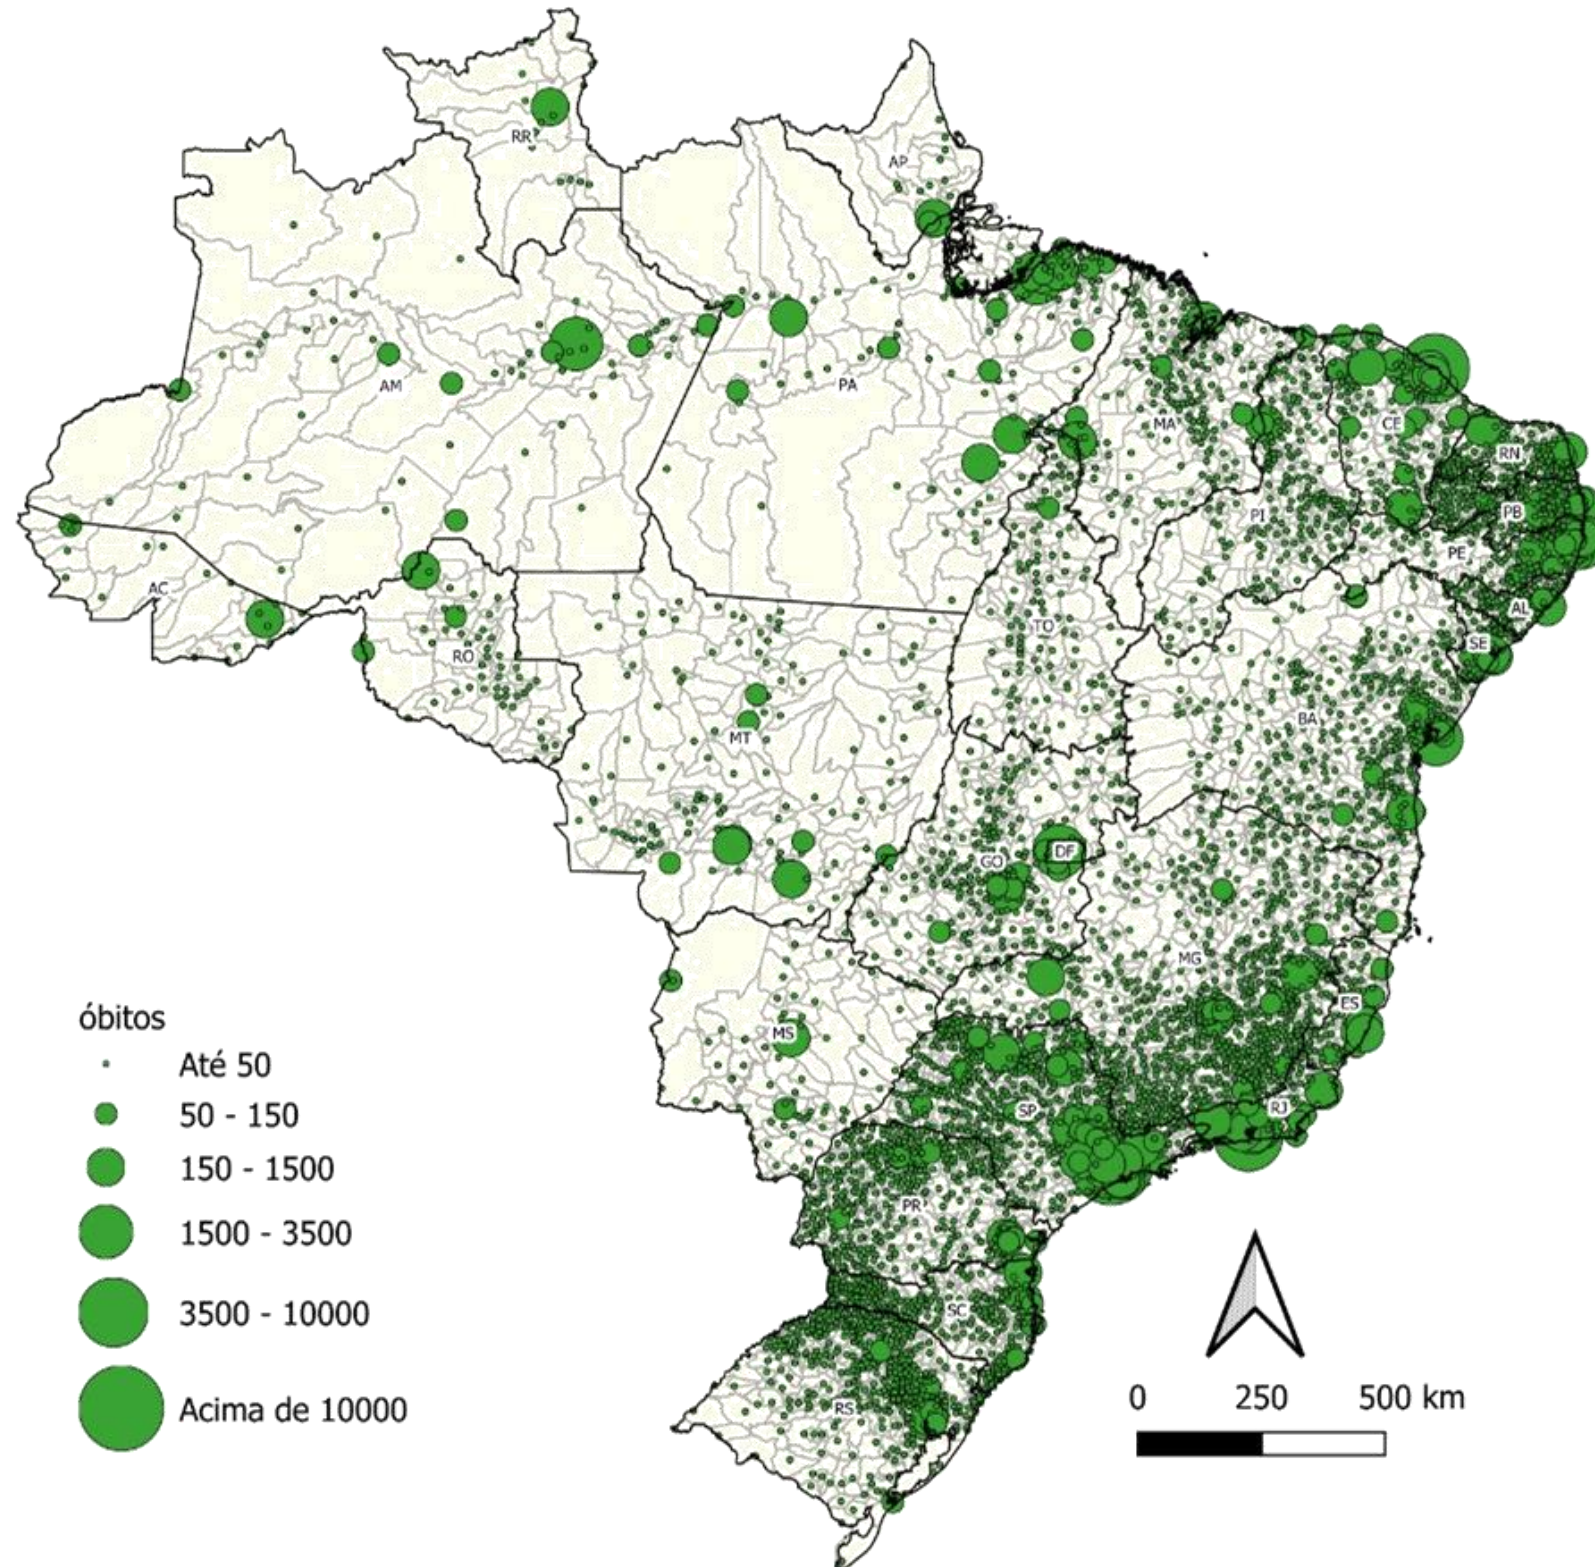 RR
AP
AM
PA
MA
CE
RN
PB
PI
PE
AC
AL
TO
SE
RO
BA
MT
DF
GO
MG
ES
MS
RJ
SP
PR
SC
RS
óbitos
Até 50
50 - 150
150 - 1500
1500 - 3500
3500 - 10000
Acima de 10000
0 250 500 km